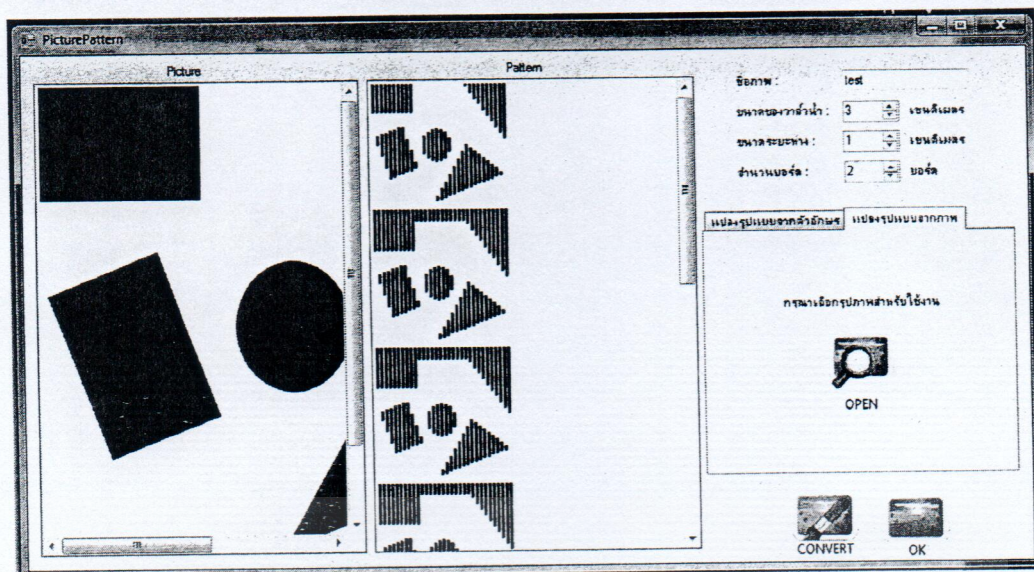 PicturePattern
Picture
Pattern
ชื่อภาพ : test
ขนาดของวาล์วน้ำ : 3 เซนติเมตร
ขนาดระยะห่าง : 1 เซนติเมตร
จำนวนบอร์ด : 2 บอร์ด
แปลงรูปแบบจากตัวอักษร แปลงรูปแบบจากภาพ
กรุณาเลือกรูปภาพสำหรับใช้งาน
OPEN
CONVERT OK